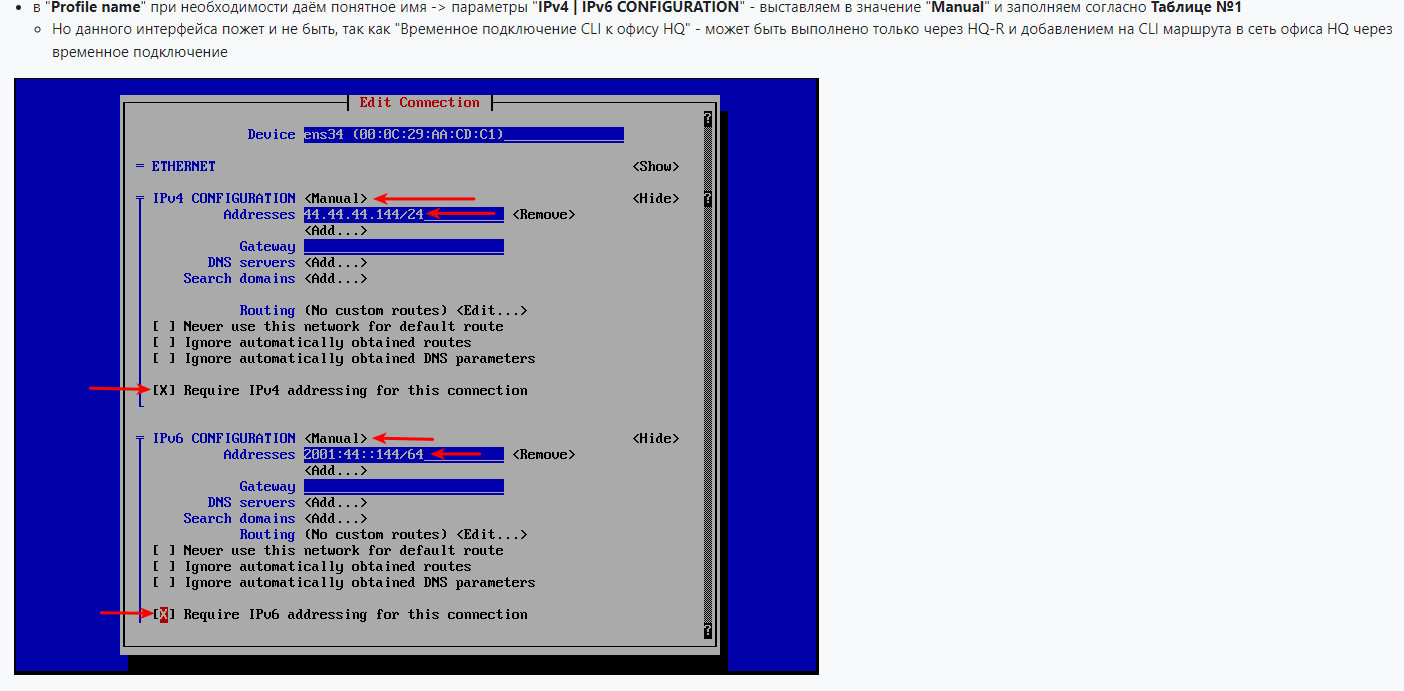 в "Profile name" при необходимости даём понятное имя -> параметры "IPv4 | IPv6 CONFIGURATION" - выставляем в значение "Manual" и заполняем согласно Таблице №1
Но данного интерфейса пожет и не быть, так как "Временное подключение CLI к офису HQ" - может быть выполнено только через HQ-R и добавлением на CLI маршрута в сеть офиса HQ через
временное подключение
Edit Connection
Device ens34 (00:0C:29:AA:CD:C1)
= ETHERNET <Show>
IPv4 CONFIGURATION <Manual> <Hide>
Addresses 44.44.44.144/24 <Remove>
<Add...>
Gateway
DNS servers <Add...>
Search domains <Add...>
Routing (No custom routes) <Edit...>
[ ] Never use this network for default route
[ ] Ignore automatically obtained routes
[ ] Ignore automatically obtained DNS parameters
[X] Require IPv4 addressing for this connection
IPv6 CONFIGURATION <Manual> <Hide>
Addresses 2001:44::144/64 <Remove>
<Add...>
Gateway
DNS servers <Add...>
Search domains <Add...>
Routing (No custom routes) <Edit...>
[ ] Never use this network for default route
[ ] Ignore automatically obtained routes
[ ] Ignore automatically obtained DNS parameters
[X] Require IPv6 addressing for this connection